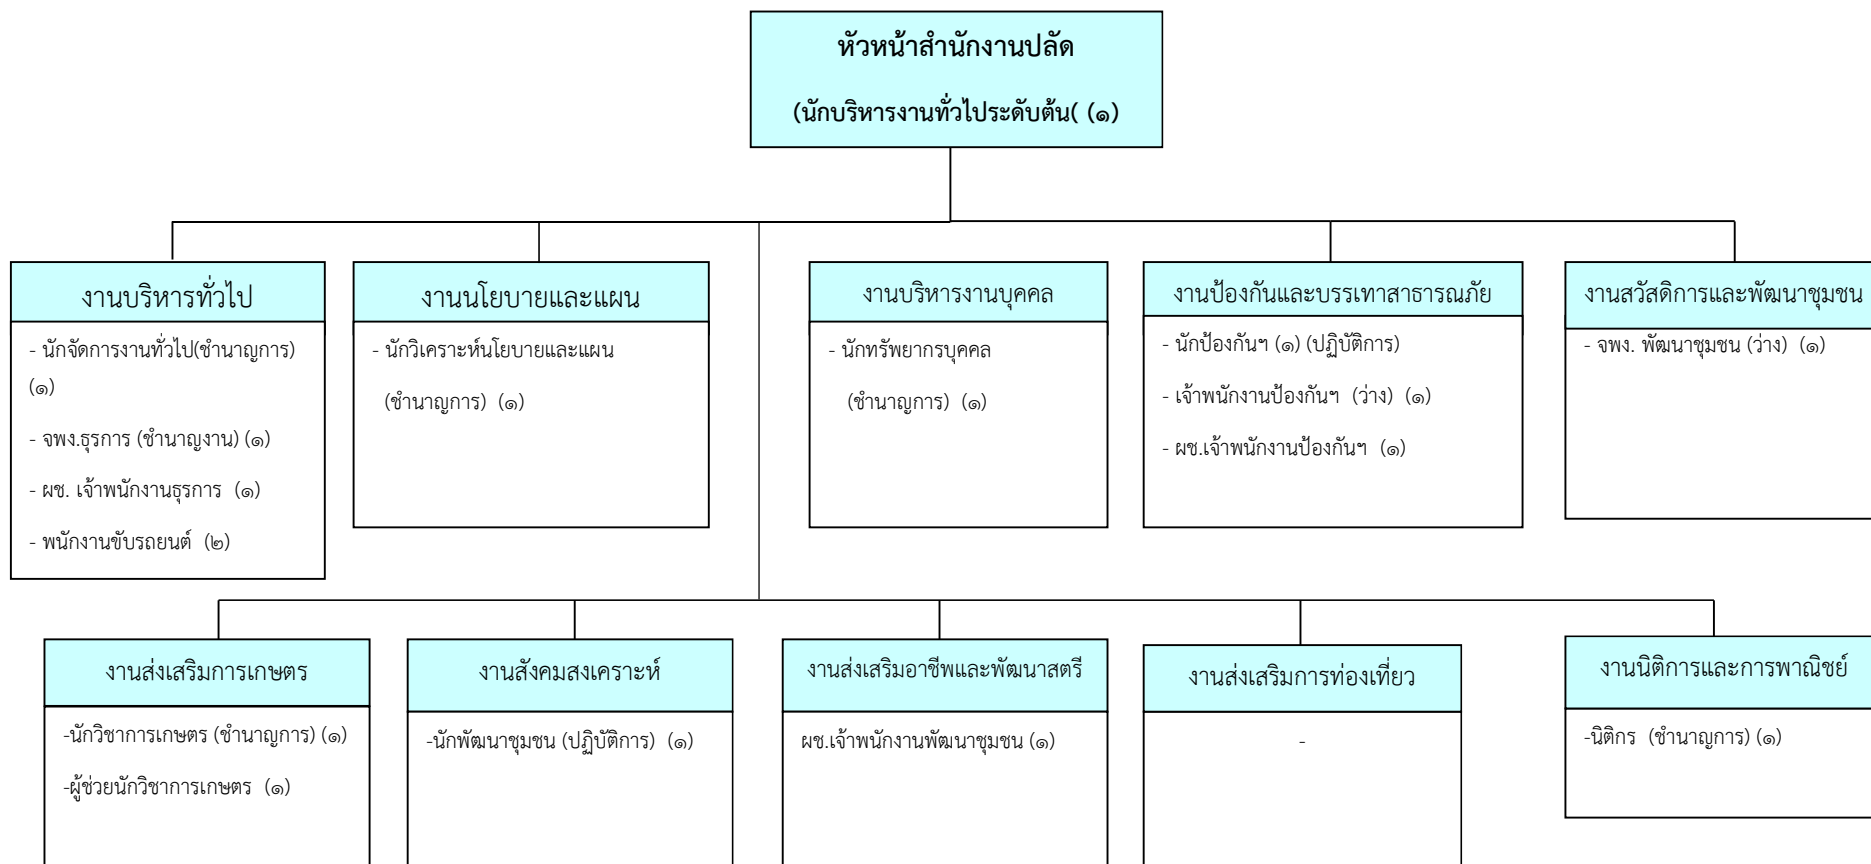 หัวหน้าสำนักงานปลัด
(นักบริหารงานทั่วไประดับต้น( (๑)
งานบริหารทั่วไป
- นักจัดการงานทั่วไป(ชำนาญการ)
(๑)
- จพง.ธุรการ (ชำนาญงาน) (๑)
- ผช. เจ้าพนักงานธุรการ (๑)
- พนักงานขับรถยนต์ (๒)
งานนโยบายและแผน
- นักวิเคราะห์นโยบายและแผน
(ชำนาญการ) (๑)
งานบริหารงานบุคคล
- นักทรัพยากรบุคคล
(ชำนาญการ) (๑)
งานป้องกันและบรรเทาสาธารณภัย
- นักป้องกันฯ (๑) (ปฏิบัติการ)
- เจ้าพนักงานป้องกันฯ (ว่าง) (๑)
- ผช.เจ้าพนักงานป้องกันฯ (๑)
งานสวัสดิการและพัฒนาชุมชน
- จพง. พัฒนาชุมชน (ว่าง) (๑)
งานส่งเสริมการเกษตร
-นักวิชาการเกษตร (ชำนาญการ) (๑)
-ผู้ช่วยนักวิชาการเกษตร (๑)
งานสังคมสงเคราะห์
-นักพัฒนาชุมชน (ปฏิบัติการ) (๑)
งานส่งเสริมอาชีพและพัฒนาสตรี
ผช.เจ้าพนักงานพัฒนาชุมชน (๑)
งานส่งเสริมการท่องเที่ยว
-
งานนิติการและการพาณิชย์
-นิติกร (ชำนาญการ) (๑)